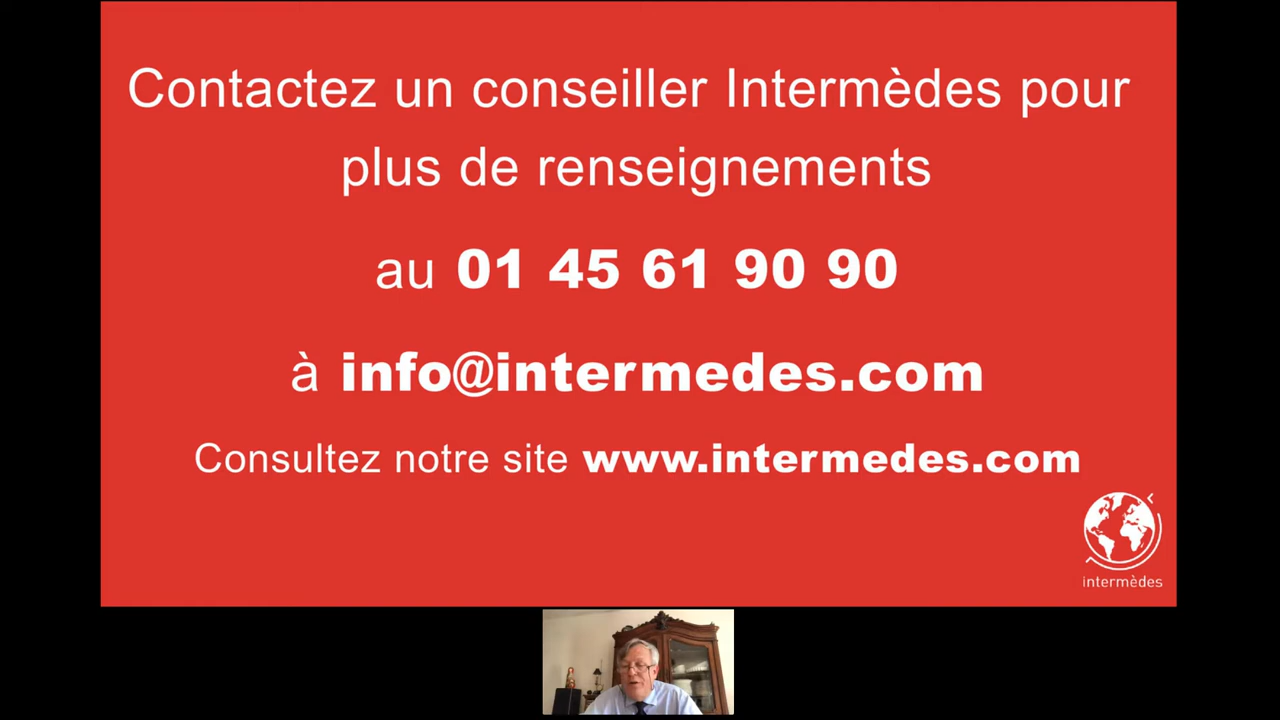 Contactez un conseiller Intermèdes pour
plus de renseignements
au 01 45 61 90 90
à info@intermedes.com
Consultez notre site www.intermedes.com
intermèdes